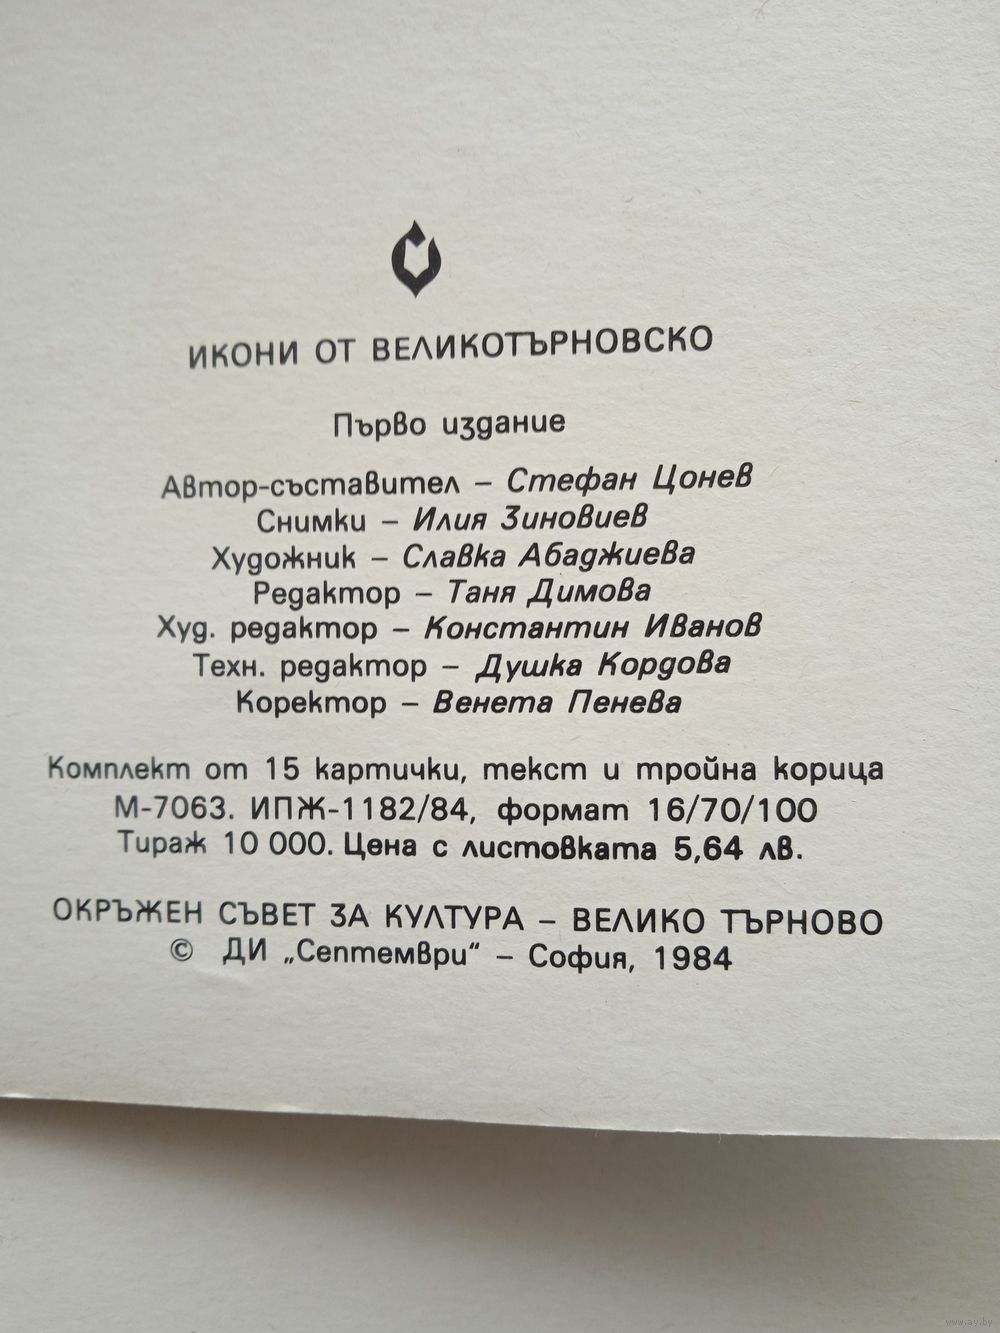 ИКОНИ ОТ ВЕЛИКОТЪРНОВСКО
Първо издание
Автор-съставител – Стефан Цонев
Снимки – Илия Зиновиев
Художник – Славка Абаджиева
Редактор – Таня Димова
Худ. редактор – Константин Иванов
Техн. редактор – Душка Кордова
Коректор – Венета Пенева
Комплект от 15 картички, текст и тройна корица
М-7063. ИПЖ-1182/84, формат 16/70/100
Тираж 10 000. Цена с листовката 5,64 лв.
ОКРЪЖЕН СЪВЕТ ЗА КУЛТУРА – ВЕЛИКО ТЪРНОВО
© ДИ „Септември“ – София, 1984
www.ay.by